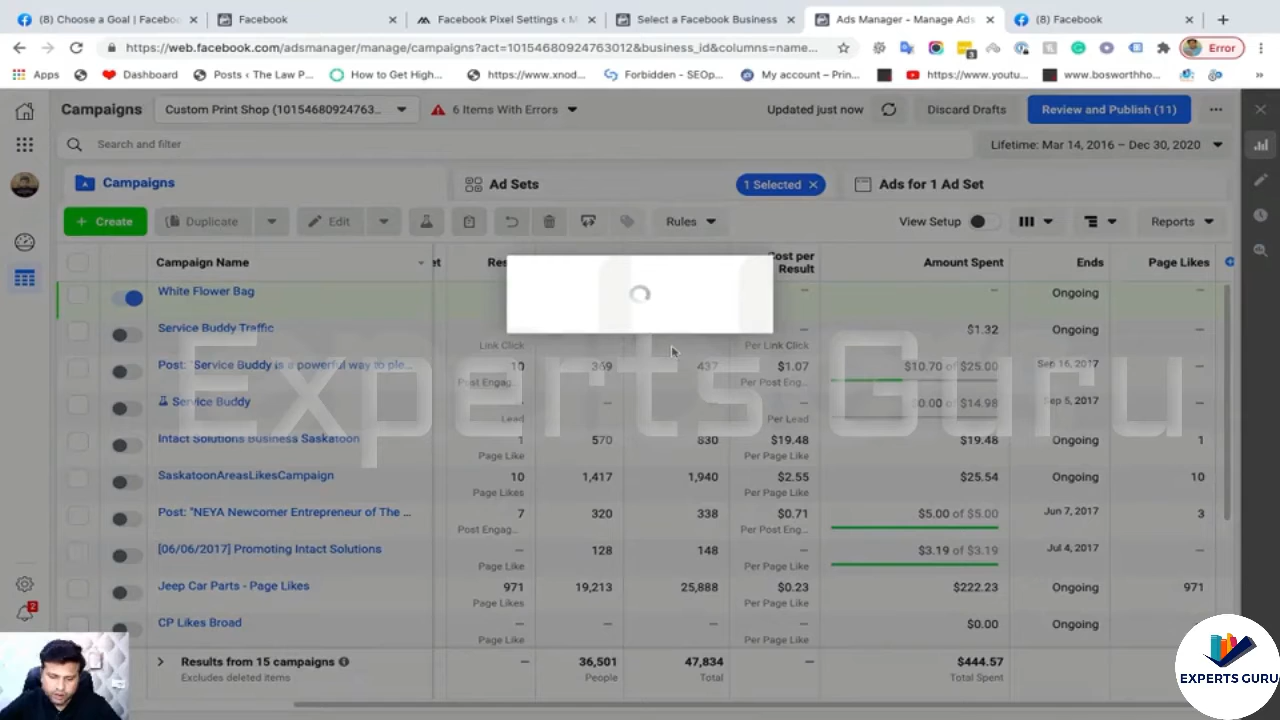 (8) Choose a Goal | Facebo
Facebook
Facebook Pixel Settings ‹ M
Select a Facebook Business
Ads Manager - Manage Ads
(8) Facebook
https://web.facebook.com/adsmanager/manage/campaigns?act=10154680924763012&business_id&columns=name...
3
Error
Apps
Dashboard
Posts ‹ The Law P...
How to Get High...
https://www.xnod...
Forbidden - SEOp...
My account – Prin...
https://www.youtu...
www.bosworthho...
»
Campaigns
Custom Print Shop (10154680924763...
6 Items With Errors
Updated just now
Discard Drafts
Review and Publish (11)
Search and filter
Lifetime: Mar 14, 2016 – Dec 30, 2020
Campaigns
Ad Sets
1 Selected
Ads for 1 Ad Set
+ Create
Duplicate
Edit
Rules
View Setup
Reports
Campaign Name
et
Res
Cost per Result
Amount Spent
Ends
Page Likes
White Flower Bag
—
—
Ongoing
—
Service Buddy Traffic
—
$1.32
Ongoing
—
Link Click
Per Link Click
Post: "Service Buddy is a powerful way to ple...
10
369
437
$1.07
$10.70 of $25.00
Sep 16, 2017
—
Post Engag...
Per Post Eng...
Service Buddy
—
—
—
—
$0.00 of $14.98
Sep 5, 2017
—
Lead
Per Lead
Intact Solutions Business Saskatoon
1
570
830
$19.48
$19.48
Ongoing
1
Page Like
Per Page Like
SaskatoonAreasLikesCampaign
10
1,417
1,940
$2.55
$25.54
Ongoing
10
Page Likes
Per Page Like
Post: "NEYA Newcomer Entrepreneur of The ...
7
320
338
$0.71
$5.00 of $5.00
Jun 7, 2017
3
Post Engag...
Per Post Eng...
[06/06/2017] Promoting Intact Solutions
—
128
148
—
$3.19 of $3.19
Jul 4, 2017
—
Page Like
Per Page Like
Jeep Car Parts - Page Likes
971
19,213
25,888
$0.23
$222.23
Ongoing
971
Page Likes
Per Page Like
CP Likes Broad
—
—
—
—
$0.00
Ongoing
—
Page Like
Per Page Like
2
Results from 15 campaigns
—
36,501
47,834
—
$444.57
Excludes deleted items
People
Total
Total Spent
Experts Guru
EXPERTS GURU